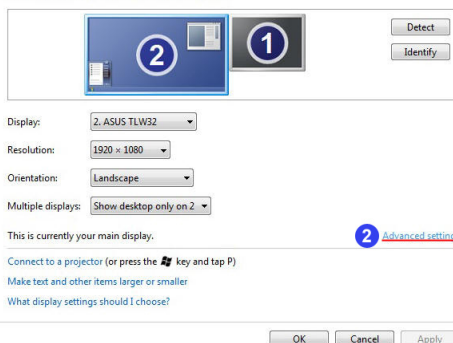 2
1
Detect
Identify
Display: 2. ASUS TLW32
Resolution: 1920 × 1080
Orientation: Landscape
Multiple displays: Show desktop only on 2
This is currently your main display. 2 Advanced setting
Connect to a projector (or press the key and tap P)
Make text and other items larger or smaller
What display settings should I choose?
OK Cancel Apply